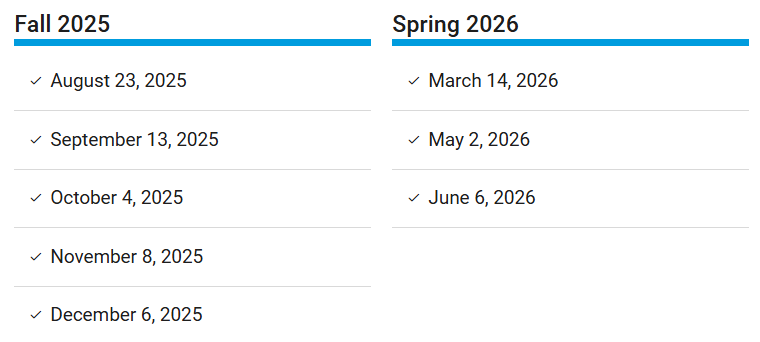 Fall 2025
August 23, 2025
September 13, 2025
October 4, 2025
November 8, 2025
December 6, 2025
Spring 2026
March 14, 2026
May 2, 2026
June 6, 2026